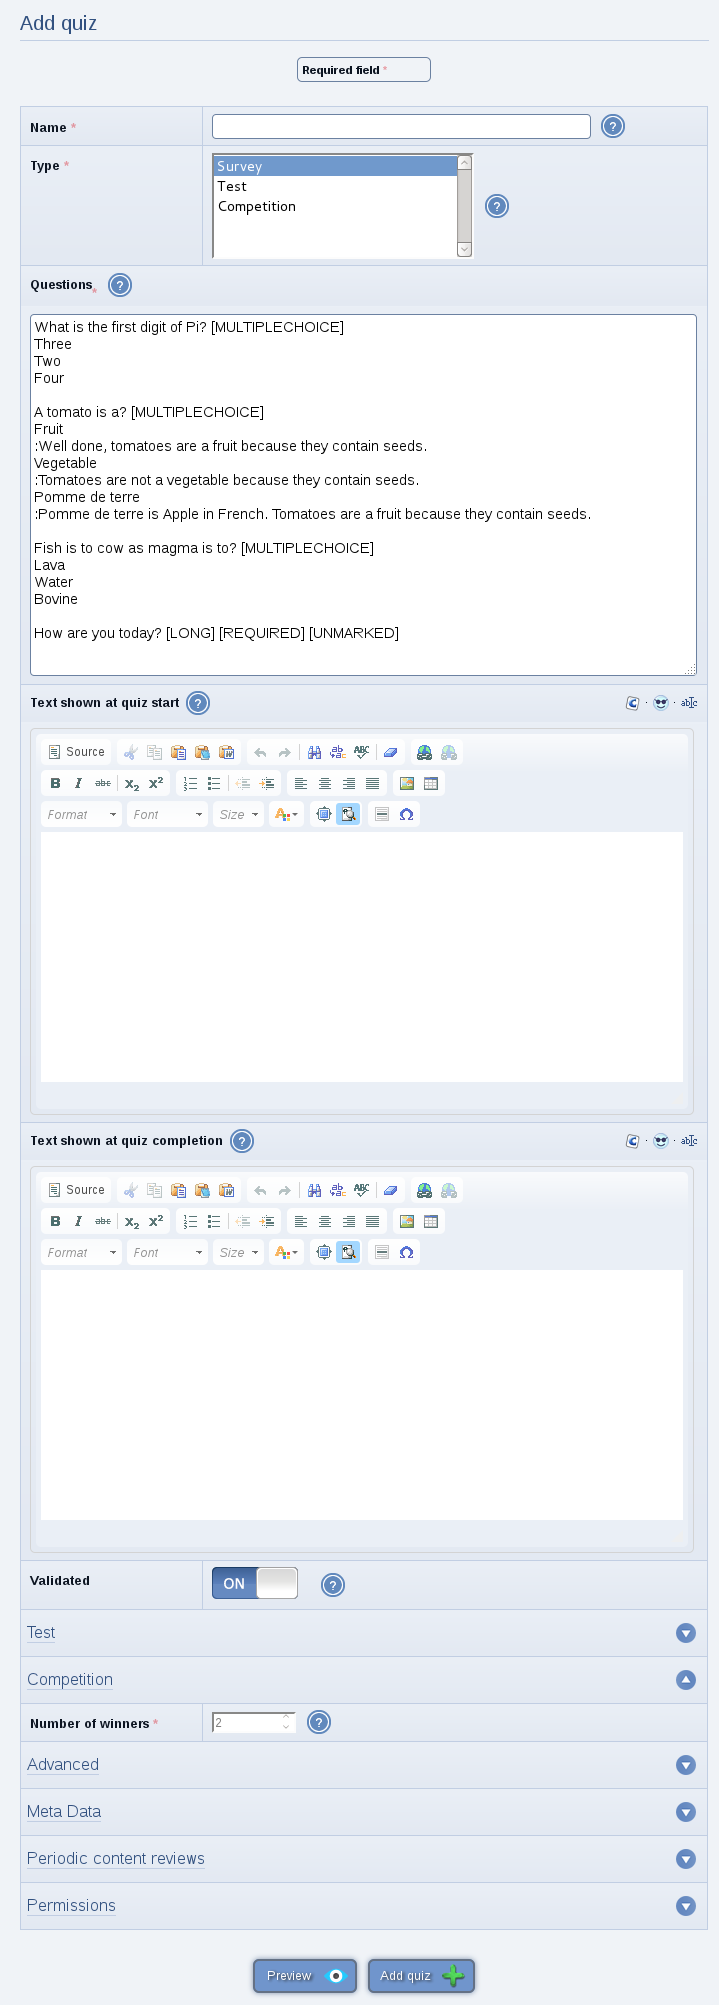 Add quiz
Required field *
Name *
?
Type *
Survey
Test
Competition
?
Questions*
?
What is the first digit of Pi? [MULTIPLECHOICE]
Three
Two
Four
A tomato is a? [MULTIPLECHOICE]
Fruit
:Well done, tomatoes are a fruit because they contain seeds.
Vegetable
:Tomatoes are not a vegetable because they contain seeds.
Pomme de terre
:Pomme de terre is Apple in French. Tomatoes are a fruit because they contain seeds.
Fish is to cow as magma is to? [MULTIPLECHOICE]
Lava
Water
Bovine
How are you today? [LONG] [REQUIRED] [UNMARKED]
Text shown at quiz start ?
Source
B I abc x₂ x²
Format Font Size A Ω
Text shown at quiz completion ?
Source
B I abc x₂ x²
Format Font Size A Ω
Validated
ON
?
Test
Competition
Number of winners *
2
?
Advanced
Meta Data
Periodic content reviews
Permissions
Preview
Add quiz